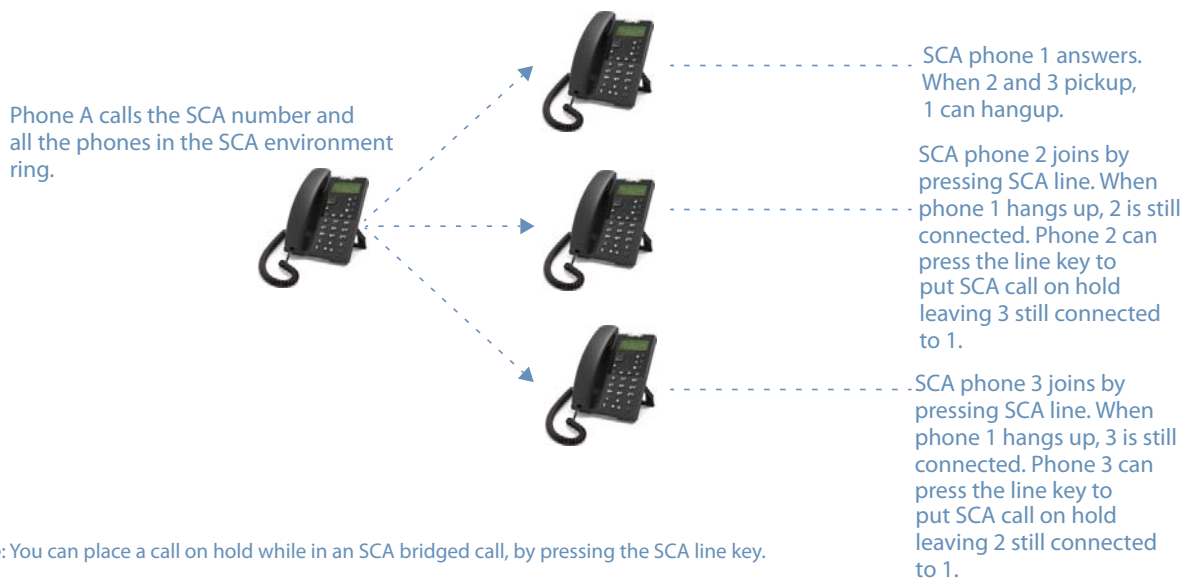 Phone A calls the SCA number and
all the phones in the SCA environment
ring.
SCA phone 1 answers.
When 2 and 3 pickup,
1 can hangup.
SCA phone 2 joins by
pressing SCA line. When
phone 1 hangs up, 2 is still
connected. Phone 2 can
press the line key to
put SCA call on hold
leaving 3 still connected
to 1.
SCA phone 3 joins by
pressing SCA line. When
phone 1 hangs up, 3 is still
connected. Phone 3 can
press the line key to
put SCA call on hold
leaving 2 still connected
to 1.
: You can place a call on hold while in an SCA bridged call, by pressing the SCA line key.